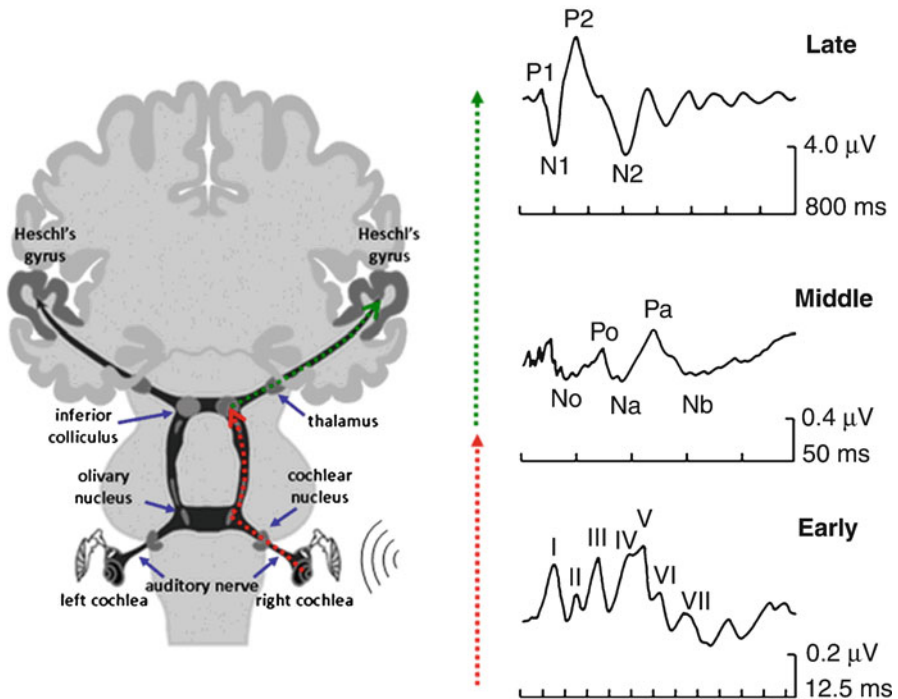 Heschl's
gyrus
Heschl's
gyrus
inferior
colliculus
thalamus
olivary
nucleus
cochlear
nucleus
auditory nerve
left cochlea
right cochlea
Late
P2
P1
N1
N2
4.0 µV
800 ms
Middle
Po
Pa
No
Na
Nb
0.4 µV
50 ms
Early
I
II
III
IV
V
VI
VII
0.2 µV
12.5 ms